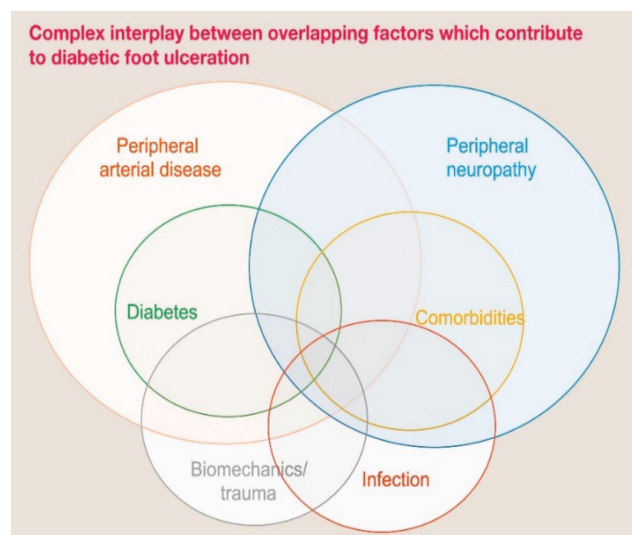 Complex interplay between overlapping factors which contribute
to diabetic foot ulceration
Peripheral
arterial disease
Peripheral
neuropathy
Diabetes
Comorbidities
Biomechanics/
trauma
Infection